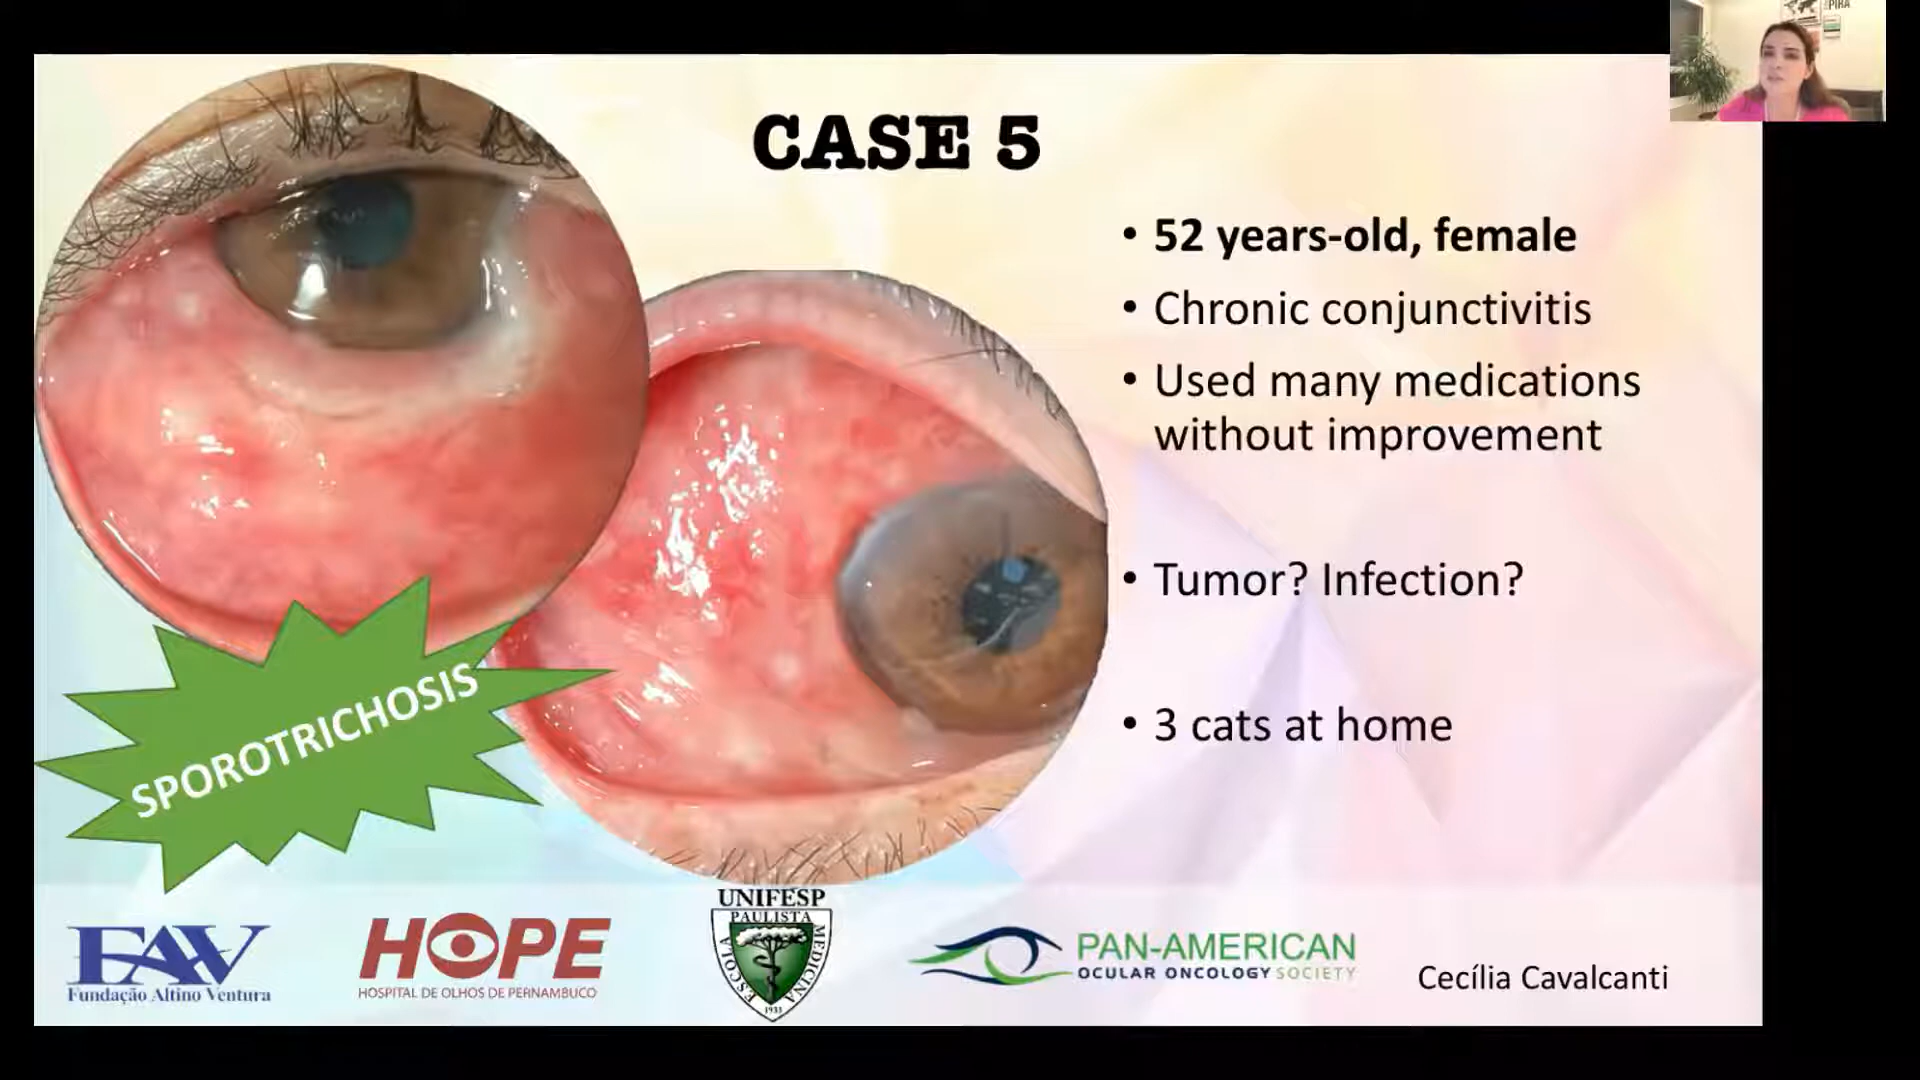 PIRA
CASE 5
• 52 years-old, female
• Chronic conjunctivitis
• Used many medications
without improvement
• Tumor? Infection?
• 3 cats at home
SPOROTRICHOSIS
FAV
Fundação Altino Ventura
HOPE
HOSPITAL DE OLHOS DE PERNAMBUCO
UNIFESP
PAULISTA
ESCOLA
MEDICINA
1933
PAN-AMERICAN
OCULAR ONCOLOGY SOCIETY
Cecília Cavalcanti